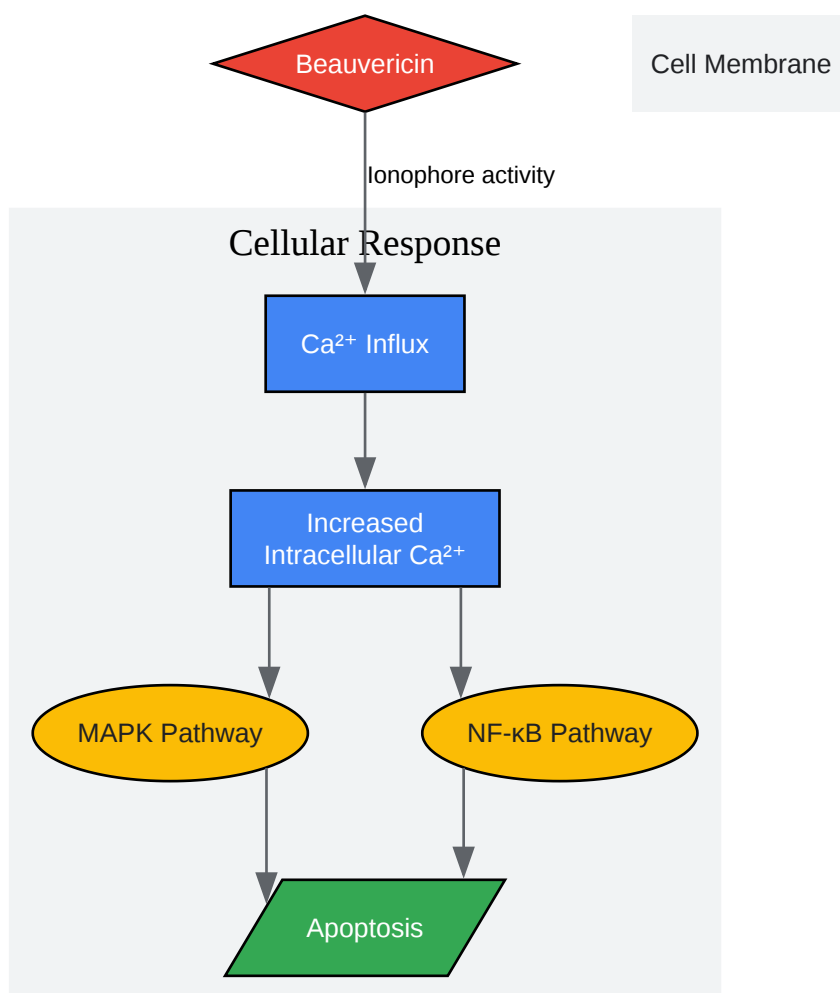 Beauvericin
Cell Membrane
Ionophore activity
Cellular Response
Ca²⁺ Influx
Increased
Intracellular Ca²⁺
MAPK Pathway
NF-κB Pathway
Apoptosis